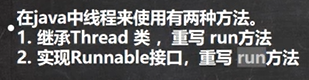 在java中线程来使用有两种方法。
1. 继承Thread 类 ，重写 run方法
2. 实现Runnable接口，重写 run方法